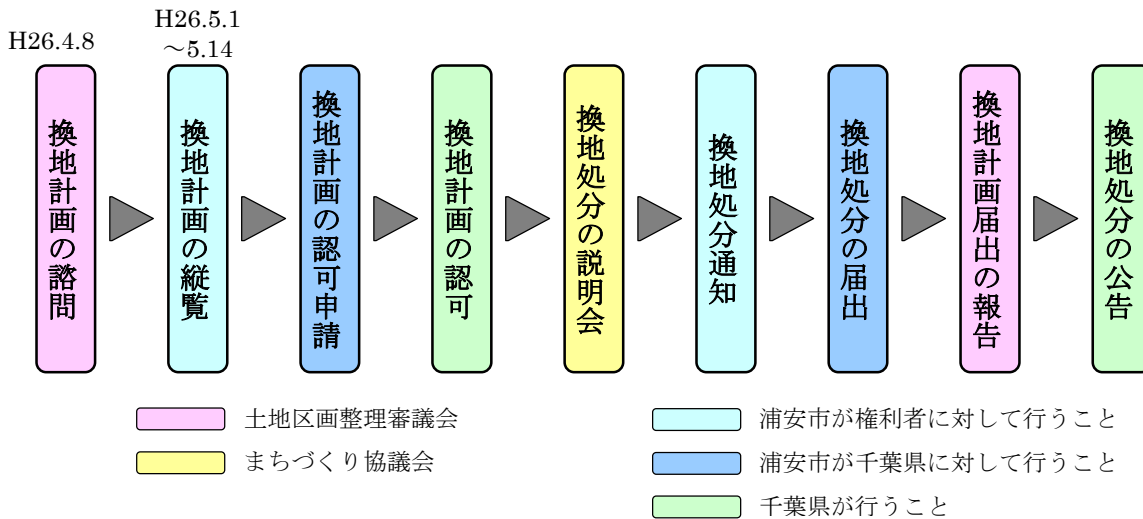 H26.4.8
H26.5.1
～5.14
換地計画の諮問
換地計画の縦覧
換地計画の認可申請
換地計画の認可
換地処分の説明会
換地処分通知
換地処分の届出
換地計画届出の報告
換地処分の公告
土地区画整理審議会
まちづくり協議会
浦安市が権利者に対して行うこと
浦安市が千葉県に対して行うこと
千葉県が行うこと